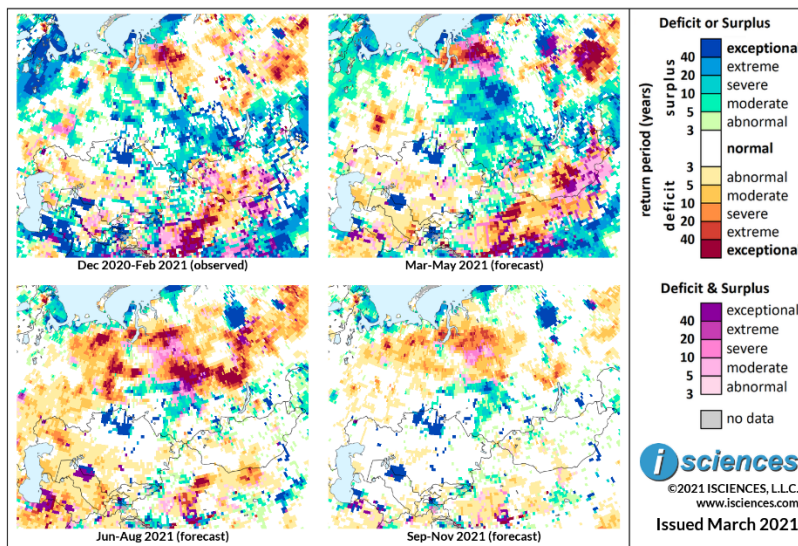 Dec 2020-Feb 2021 (observed)
Mar-May 2021 (forecast)
Jun-Aug 2021 (forecast)
Sep-Nov 2021 (forecast)
Deficit or Surplus
return period (years)
surplus
deficit
40
20
10
5
3
3
5
10
20
40
exceptiona
extreme
severe
moderate
abnormal
normal
abnormal
moderate
severe
extreme
exceptiona
Deficit & Surplus
40
20
10
5
3
exceptional
extreme
severe
moderate
abnormal
no data
i sciences
©2021 ISCIENCES, L.L.C.
www.isciences.com
Issued March 2021